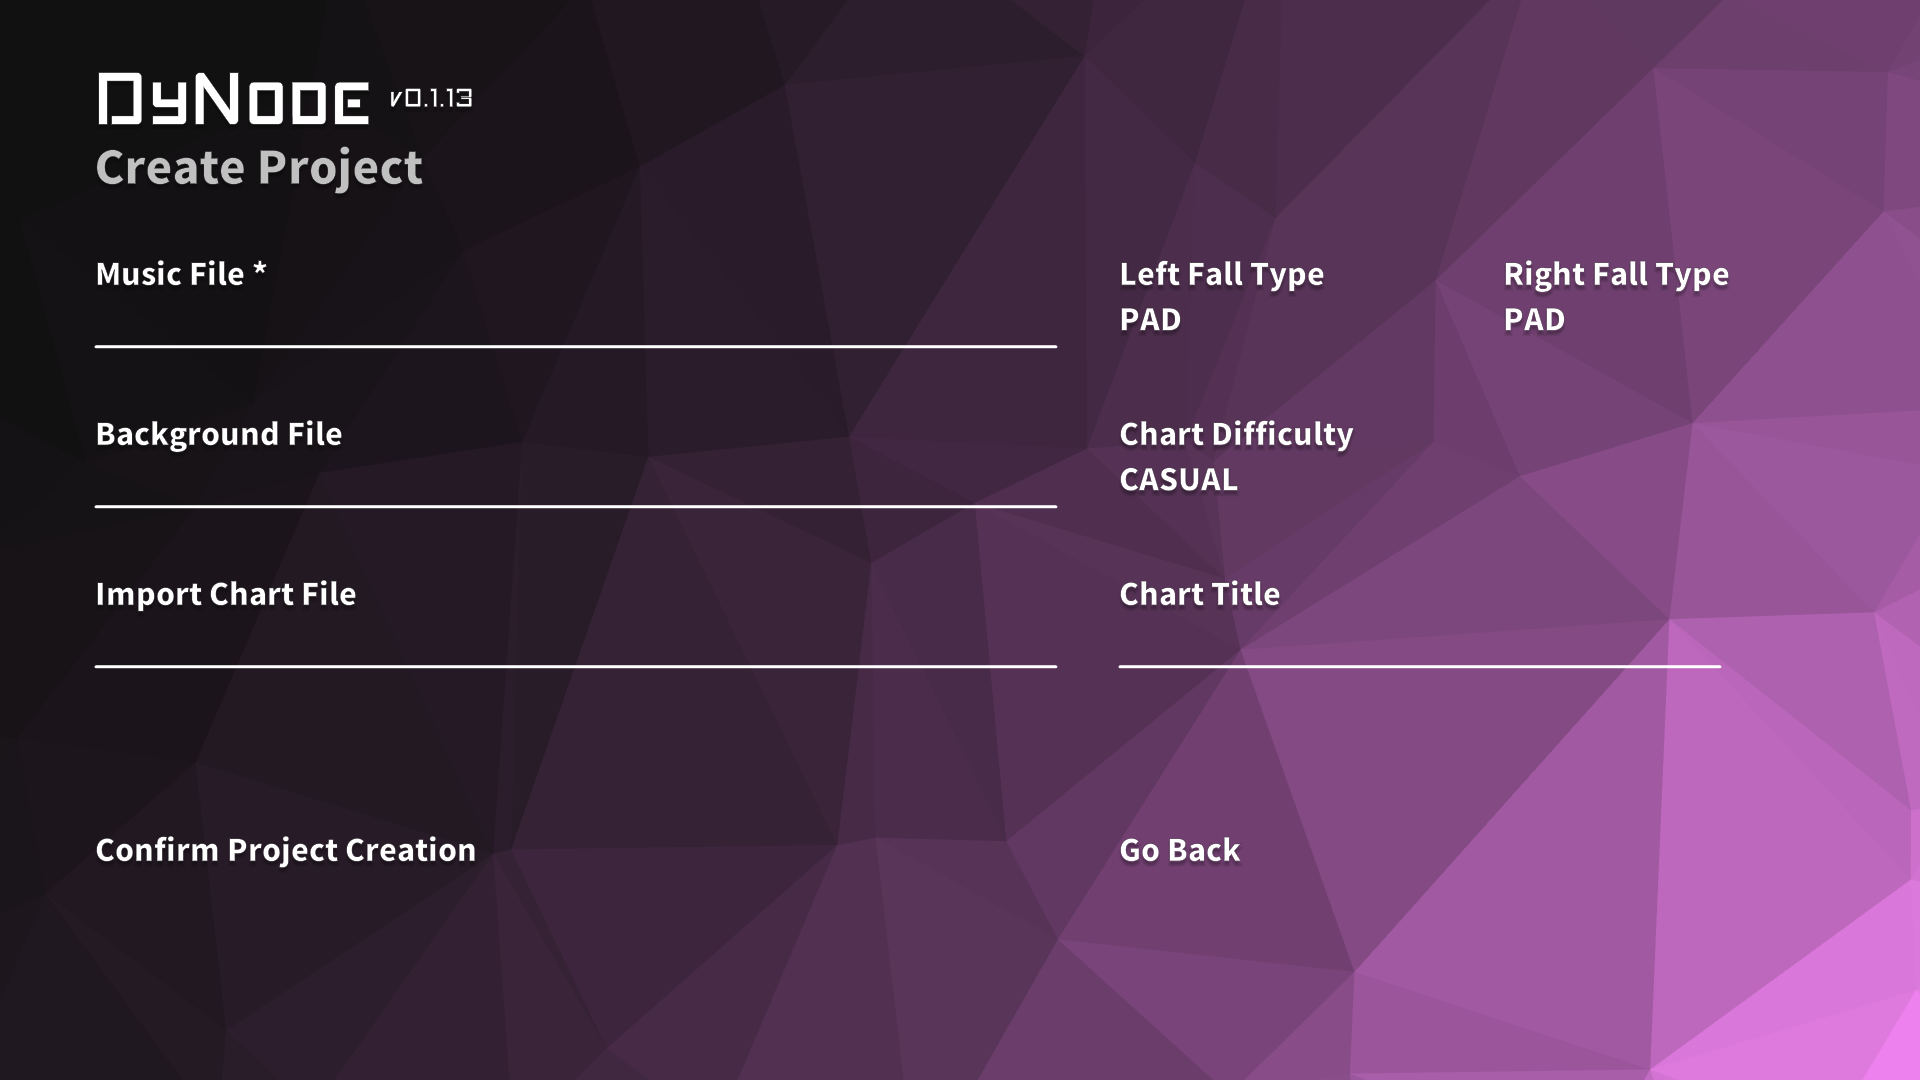 DyNode v0.1.13
Create Project
Music File *
Left Fall Type
PAD
Right Fall Type
PAD
Background File
Chart Difficulty
CASUAL
Import Chart File
Chart Title
Confirm Project Creation
Go Back